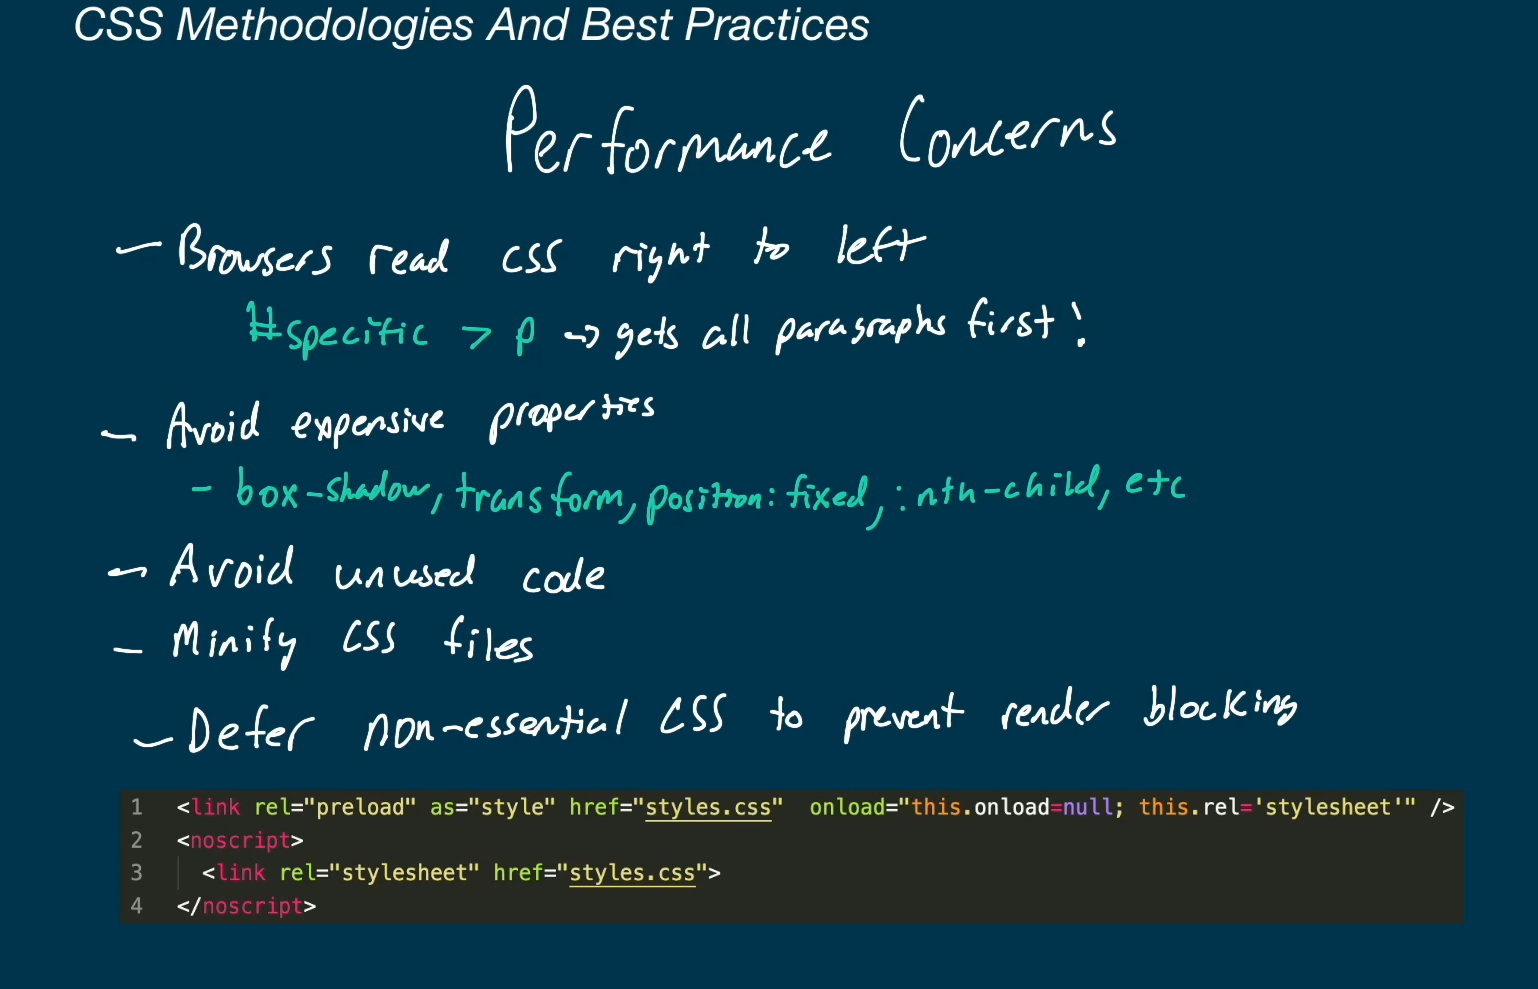 CSS Methodologies And Best Practices
Performance Concerns
- Browsers read css right to left
#specific > p → gets all paragraphs first!
- Avoid expensive properties
- box-shadow, transform, position: fixed, :nth-child, etc
- Avoid unused code
- Minify CSS files
- Defer non-essential CSS to prevent render blocking
1 <link rel="preload" as="style" href="styles.css"  onload="this.onload=null; this.rel='stylesheet'" />
2 <noscript>
3   <link rel="stylesheet" href="styles.css">
4 </noscript>